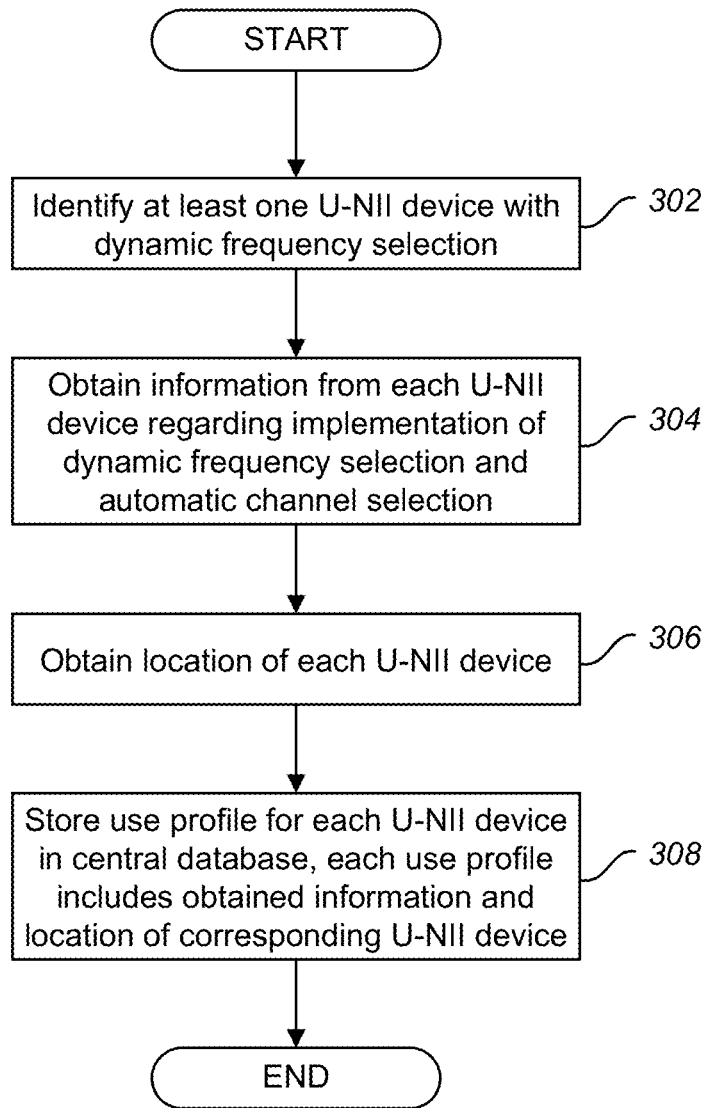 START
Identify at least one U-NII device with
dynamic frequency selection
302
Obtain information from each U-NII
device regarding implementation of
dynamic frequency selection and
automatic channel selection
304
Obtain location of each U-NII device
306
Store use profile for each U-NII device
in central database, each use profile
includes obtained information and
location of corresponding U-NII device
308
END